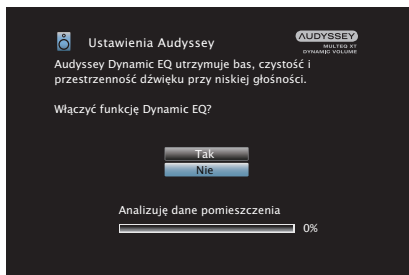 Ustawienia Audyssey
AUDYSSEY
MULTEQ XT
DYNAMIC VOLUME
Audyssey Dynamic EQ utrzymuje bas, czystość i
przestrzenność dźwięku przy niskiej głośności.
Włączyć funkcję Dynamic EQ?
Tak
Nie
Analizuję dane pomieszczenia
0%